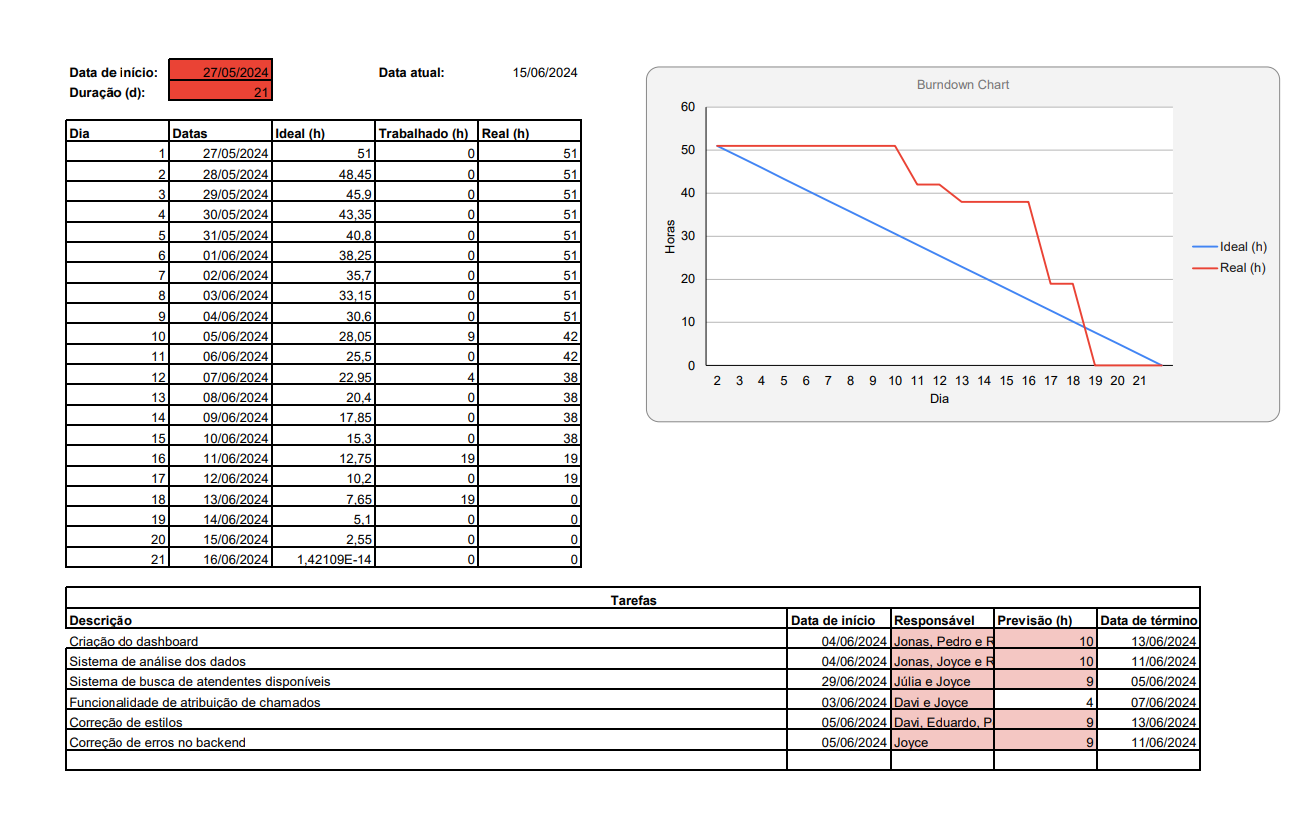 Data de início: 27/05/2024 Data atual: 15/06/2024
Duração (d): 21
Dia Datas Ideal (h) Trabalhado (h) Real (h)
1 27/05/2024 51 0 51
2 28/05/2024 48,45 0 51
3 29/05/2024 45,9 0 51
4 30/05/2024 43,35 0 51
5 31/05/2024 40,8 0 51
6 01/06/2024 38,25 0 51
7 02/06/2024 35,7 0 51
8 03/06/2024 33,15 0 51
9 04/06/2024 30,6 0 51
10 05/06/2024 28,05 9 42
11 06/06/2024 25,5 0 42
12 07/06/2024 22,95 4 38
13 08/06/2024 20,4 0 38
14 09/06/2024 17,85 0 38
15 10/06/2024 15,3 0 38
16 11/06/2024 12,75 19 19
17 12/06/2024 10,2 0 19
18 13/06/2024 7,65 19 0
19 14/06/2024 5,1 0 0
20 15/06/2024 2,55 0 0
21 16/06/2024 1,42109E-14 0 0
Burndown Chart
60
50
40
30
20
10
0
Horas
2 3 4 5 6 7 8 9 10 11 12 13 14 15 16 17 18 19 20 21
Dia
Ideal (h)
Real (h)
Tarefas
Descrição Data de início Responsável Previsão (h) Data de término
Criação do dashboard 04/06/2024 Jonas, Pedro e R 10 13/06/2024
Sistema de análise dos dados 04/06/2024 Jonas, Joyce e R 10 11/06/2024
Sistema de busca de atendentes disponíveis 29/06/2024 Júlia e Joyce 9 05/06/2024
Funcionalidade de atribuição de chamados 03/06/2024 Davi e Joyce 4 07/06/2024
Correção de estilos 05/06/2024 Davi, Eduardo, P 9 13/06/2024
Correção de erros no backend 05/06/2024 Joyce 9 11/06/2024